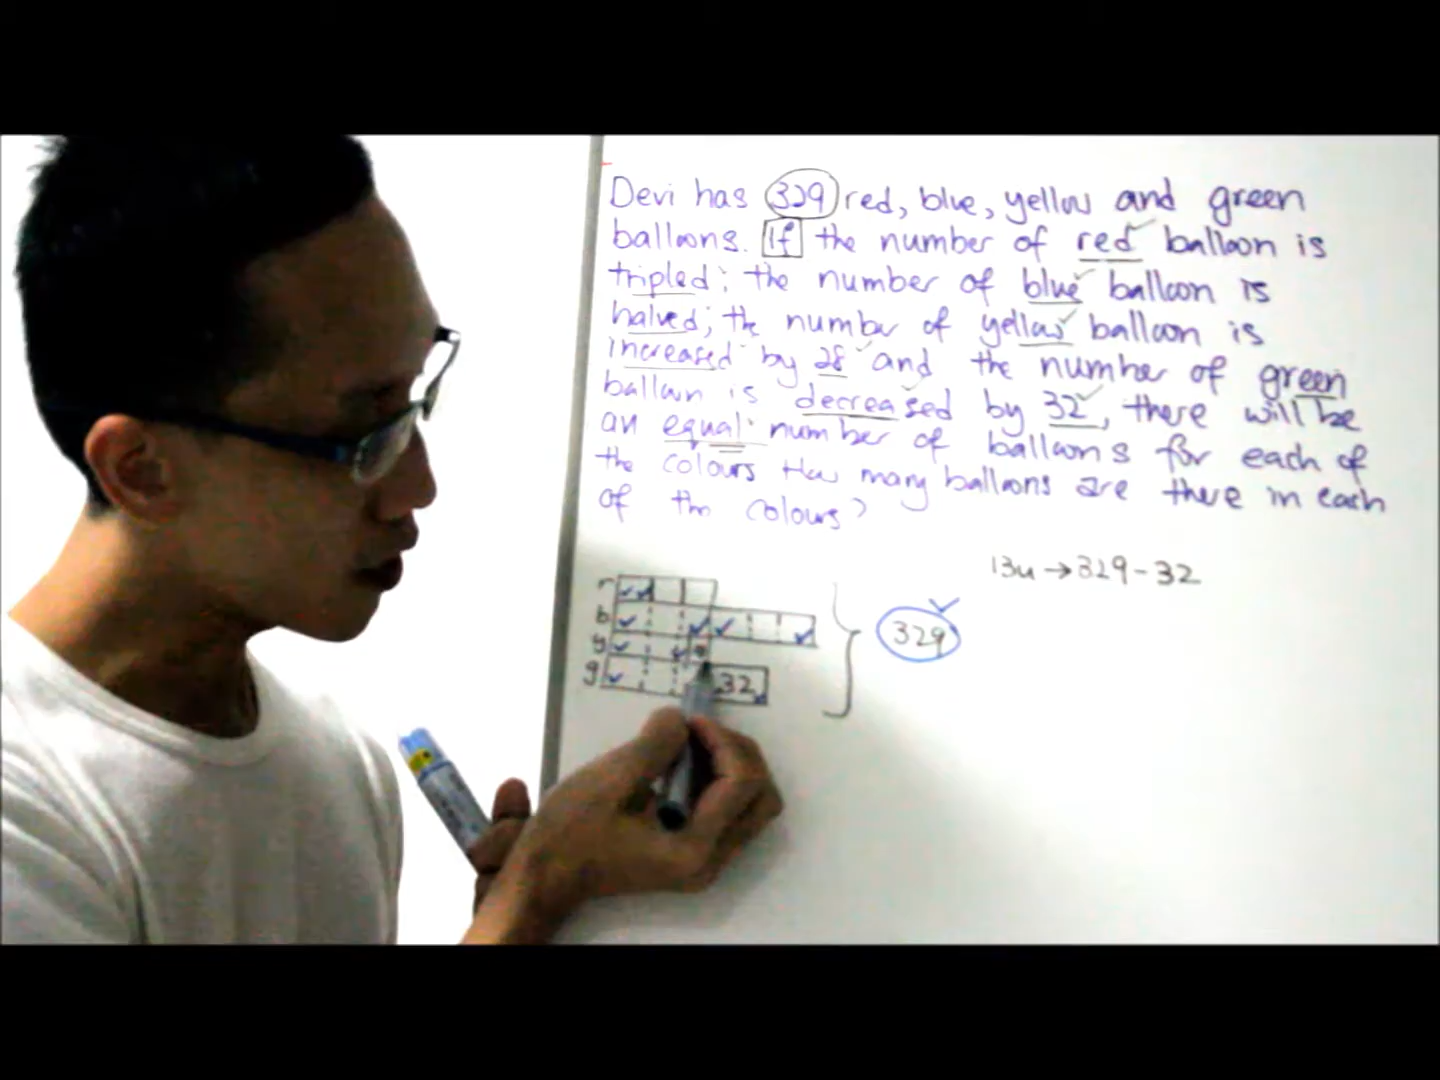 Devi has 329 red, blue, yellow and green
balloons. If the number of red balloon is
tripled; the number of blue balloon is
halved; the number of yellow balloon is
increased by 28 and the number of green
balloon is decreased by 32, there will be
an equal number of balloons for each of
the colours How many balloons are there in each
of the colours?
13u → 329 - 32
r
b
y
g 32
329